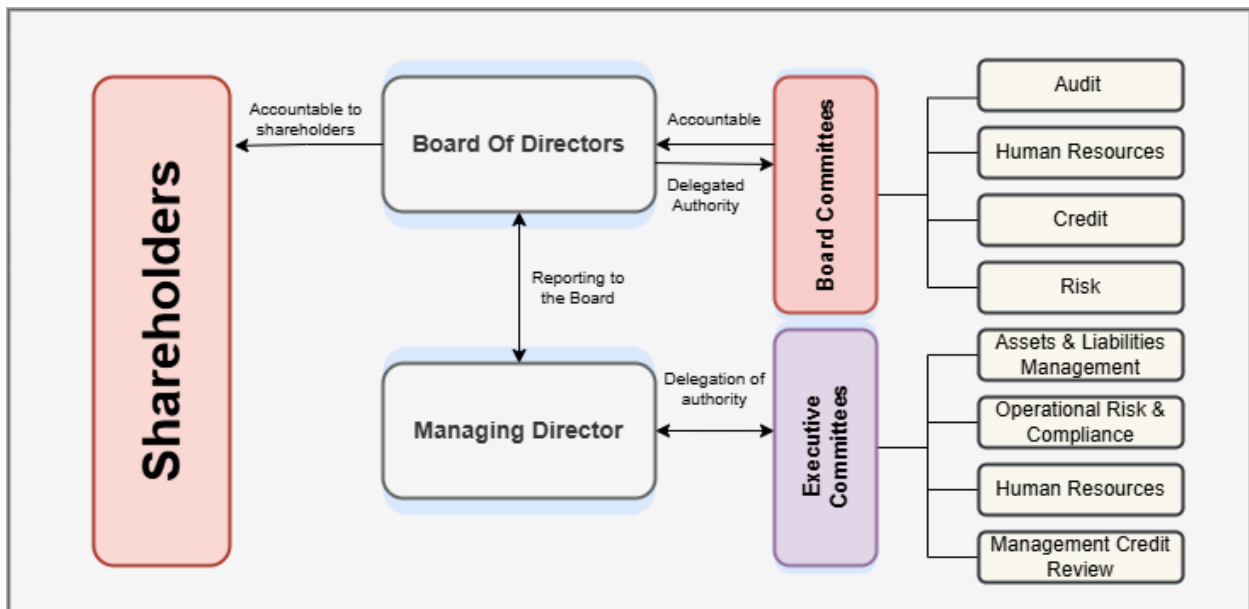 Shareholders
Accountable to
shareholders
Board Of Directors
Accountable
Delegated
Authority
Board Committees
Audit
Human Resources
Credit
Risk
Reporting to
the Board
Managing Director
Delegation of
authority
Executive
Committees
Assets & Liabilities
Management
Operational Risk &
Compliance
Human Resources
Management Credit
Review